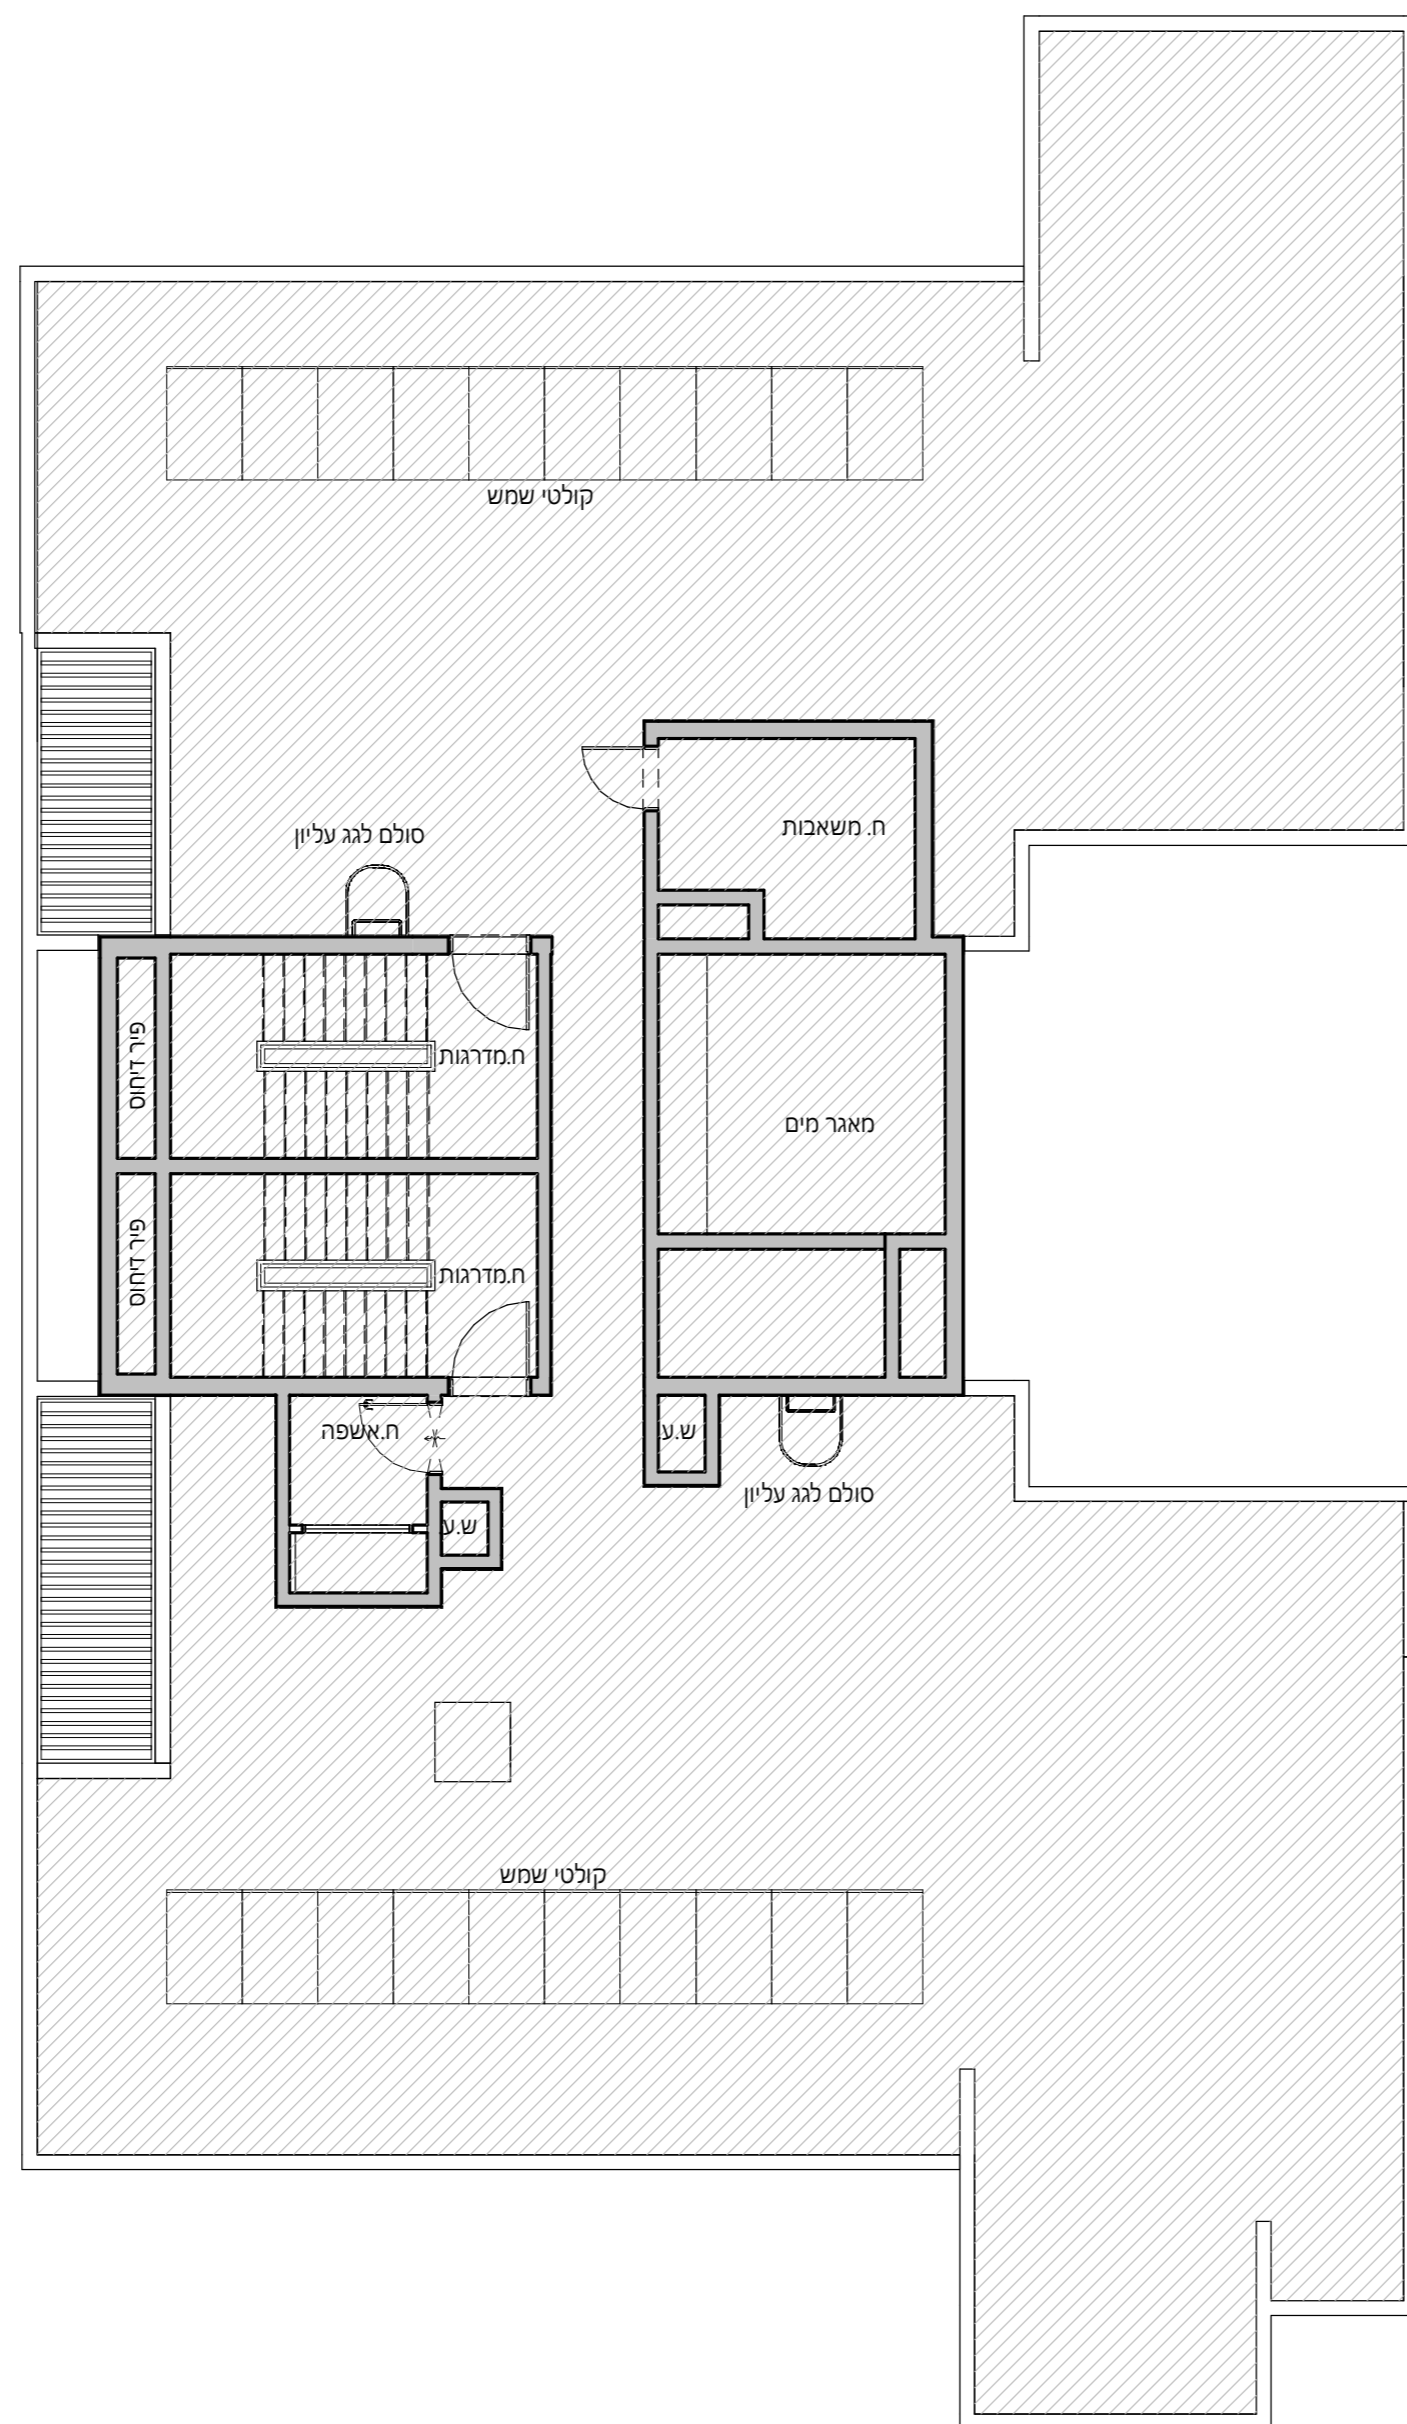 קולטי שמש
ח. משאבות
סולם לגג עליון
ח.מדרגות
פיר דיחוס
מאגר מים
ח.מדרגות
פיר דיחוס
ח.אשפה
ש.ע
סולם לגג עליון
ש.ע
קולטי שמש